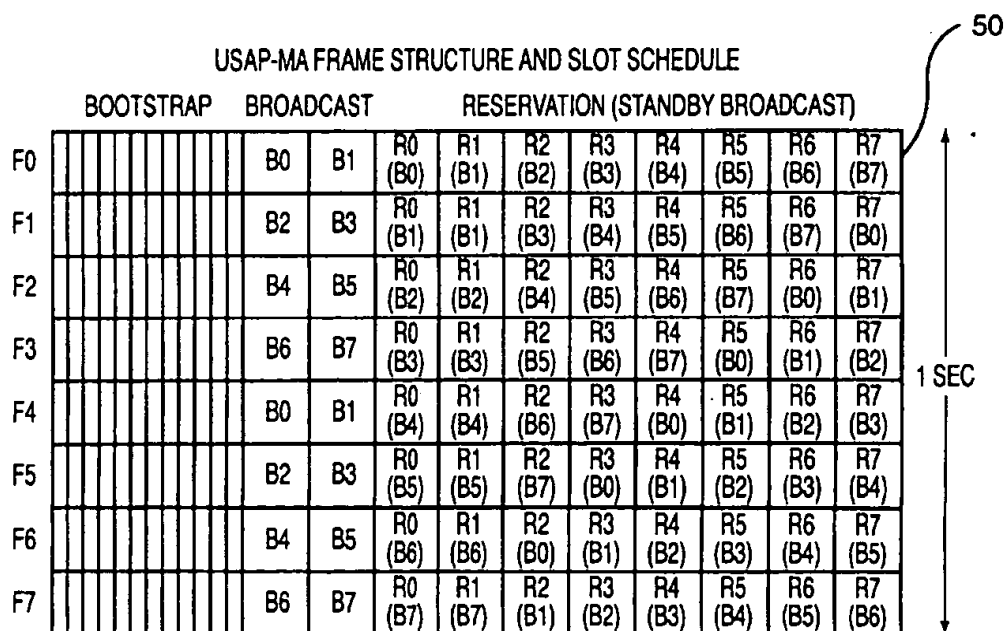 50
USAP-MA FRAME STRUCTURE AND SLOT SCHEDULE
BOOTSTRAP BROADCAST RESERVATION (STANDBY BROADCAST)
F0 B0 B1 R0 (B0) R1 (B1) R2 (B2) R3 (B3) R4 (B4) R5 (B5) R6 (B6) R7 (B7)
F1 B2 B3 R0 (B1) R1 (B1) R2 (B3) R3 (B4) R4 (B5) R5 (B6) R6 (B7) R7 (B0)
F2 B4 B5 R0 (B2) R1 (B2) R2 (B4) R3 (B5) R4 (B6) R5 (B7) R6 (B0) R7 (B1)
F3 B6 B7 R0 (B3) R1 (B3) R2 (B5) R3 (B6) R4 (B7) R5 (B0) R6 (B1) R7 (B2)
1 SEC
F4 B0 B1 R0 (B4) R1 (B4) R2 (B6) R3 (B7) R4 (B0) R5 (B1) R6 (B2) R7 (B3)
F5 B2 B3 R0 (B5) R1 (B5) R2 (B7) R3 (B0) R4 (B1) R5 (B2) R6 (B3) R7 (B4)
F6 B4 B5 R0 (B6) R1 (B6) R2 (B0) R3 (B1) R4 (B2) R5 (B3) R6 (B4) R7 (B5)
F7 B6 B7 R0 (B7) R1 (B7) R2 (B1) R3 (B2) R4 (B3) R5 (B4) R6 (B5) R7 (B6)